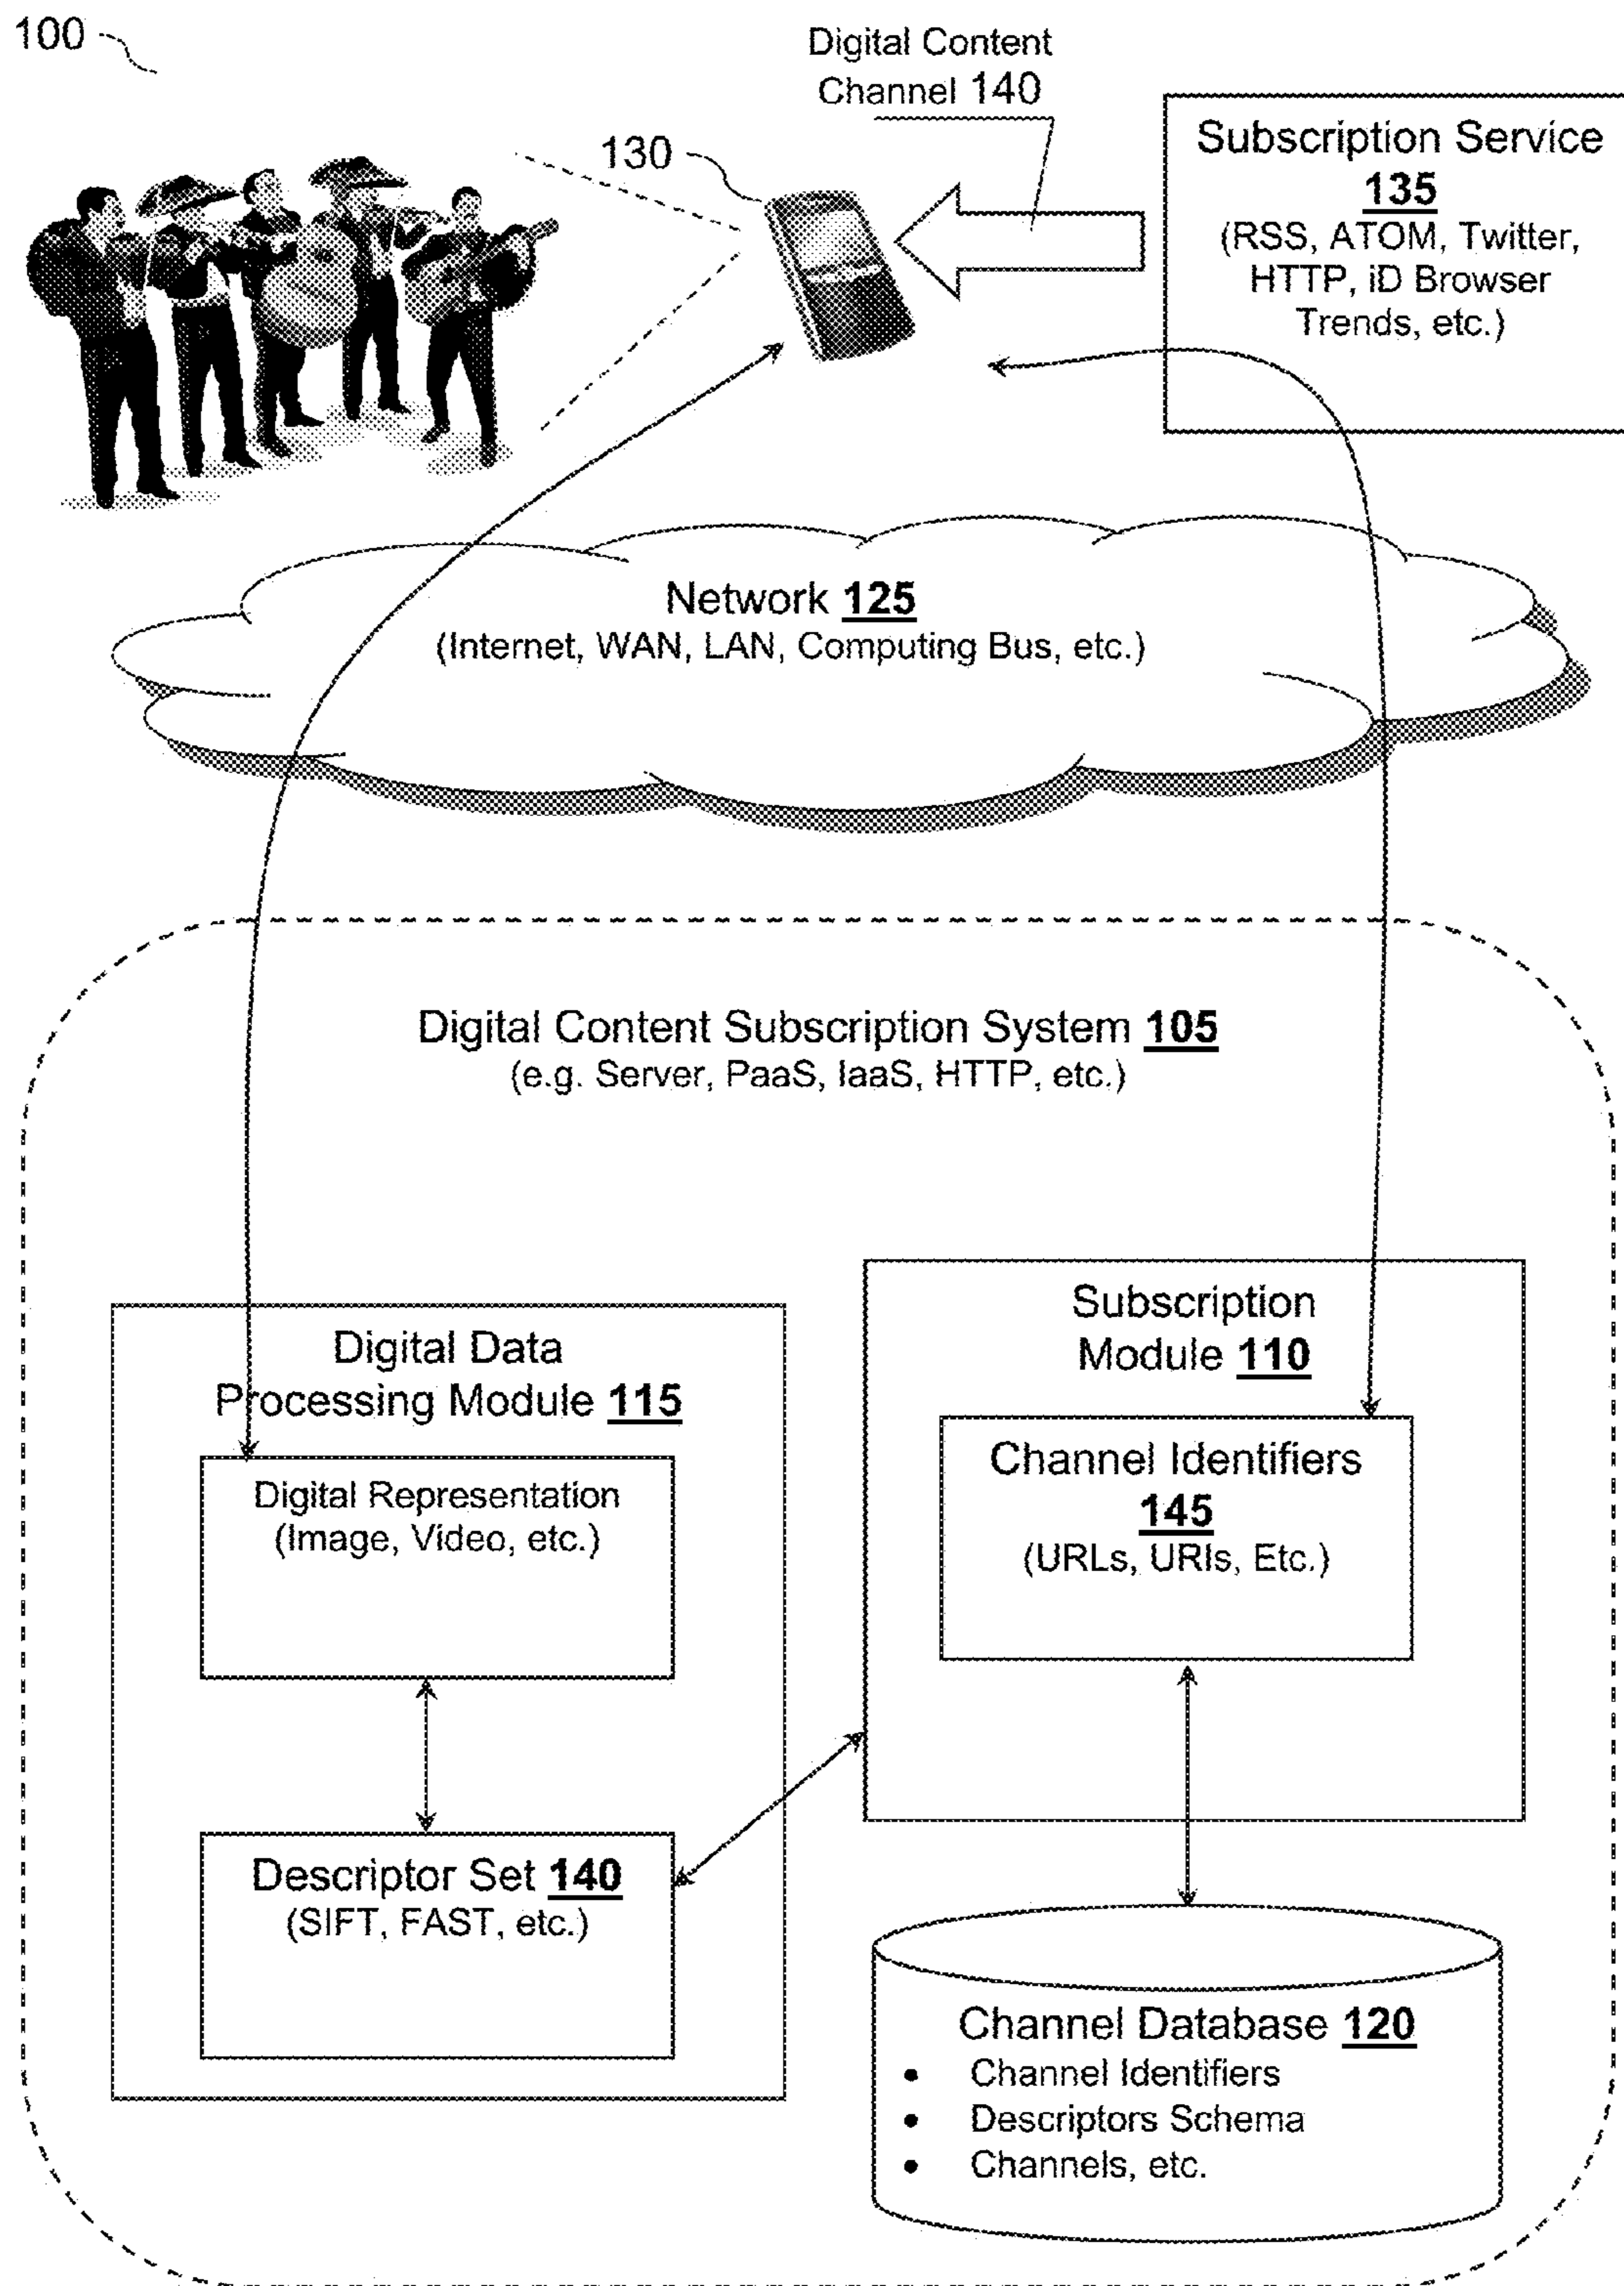 100
Digital Content
Channel 140
130
Subscription Service
135
(RSS, ATOM, Twitter,
HTTP, iD Browser
Trends, etc.)
Network 125
(Internet, WAN, LAN, Computing Bus, etc.)
Digital Content Subscription System 105
(e.g. Server, PaaS, IaaS, HTTP, etc.)
Digital Data
Processing Module 115
Digital Representation
(Image, Video, etc.)
Descriptor Set 140
(SIFT, FAST, etc.)
Subscription
Module 110
Channel Identifiers
145
(URLs, URIs, Etc.)
Channel Database 120
• Channel Identifiers
• Descriptors Schema
• Channels, etc.